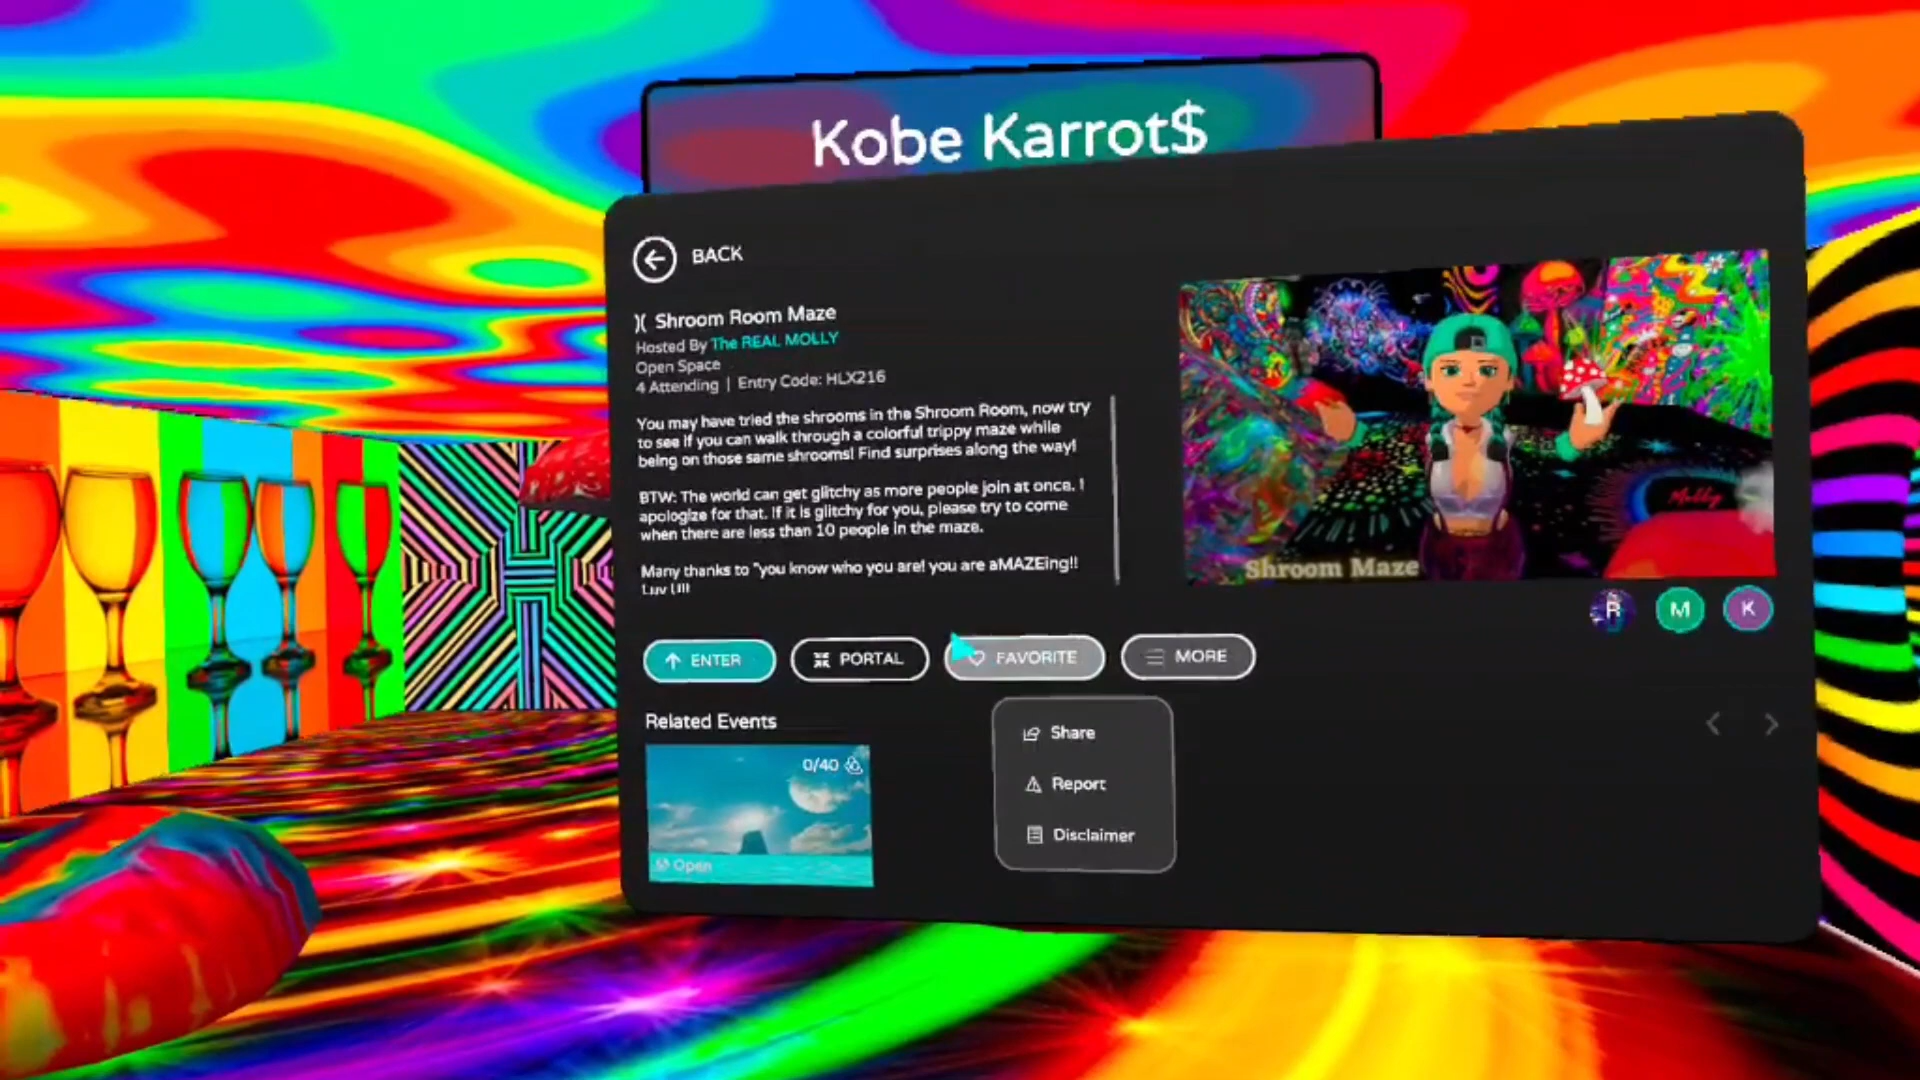 Kobe Karrot$
BACK
)( Shroom Room Maze
Hosted By The REAL MOLLY
Open Space
4 Attending | Entry Code: HLX216
You may have tried the shrooms in the Shroom Room, now try
to see if you can walk through a colorful trippy maze while
being on those same shrooms! Find surprises along the way!
BTW: The world can get glitchy as more people join at once. I
apologize for that. If it is glitchy for you, please try to come
when there are less than 10 people in the maze.
Many thanks to "you know who you are! you are aMAZEing!!
Luv U!!
Molly
Shroom Maze
R M K
ENTER PORTAL FAVORITE MORE
Related Events
Share
Report
Disclaimer
0/40
Open